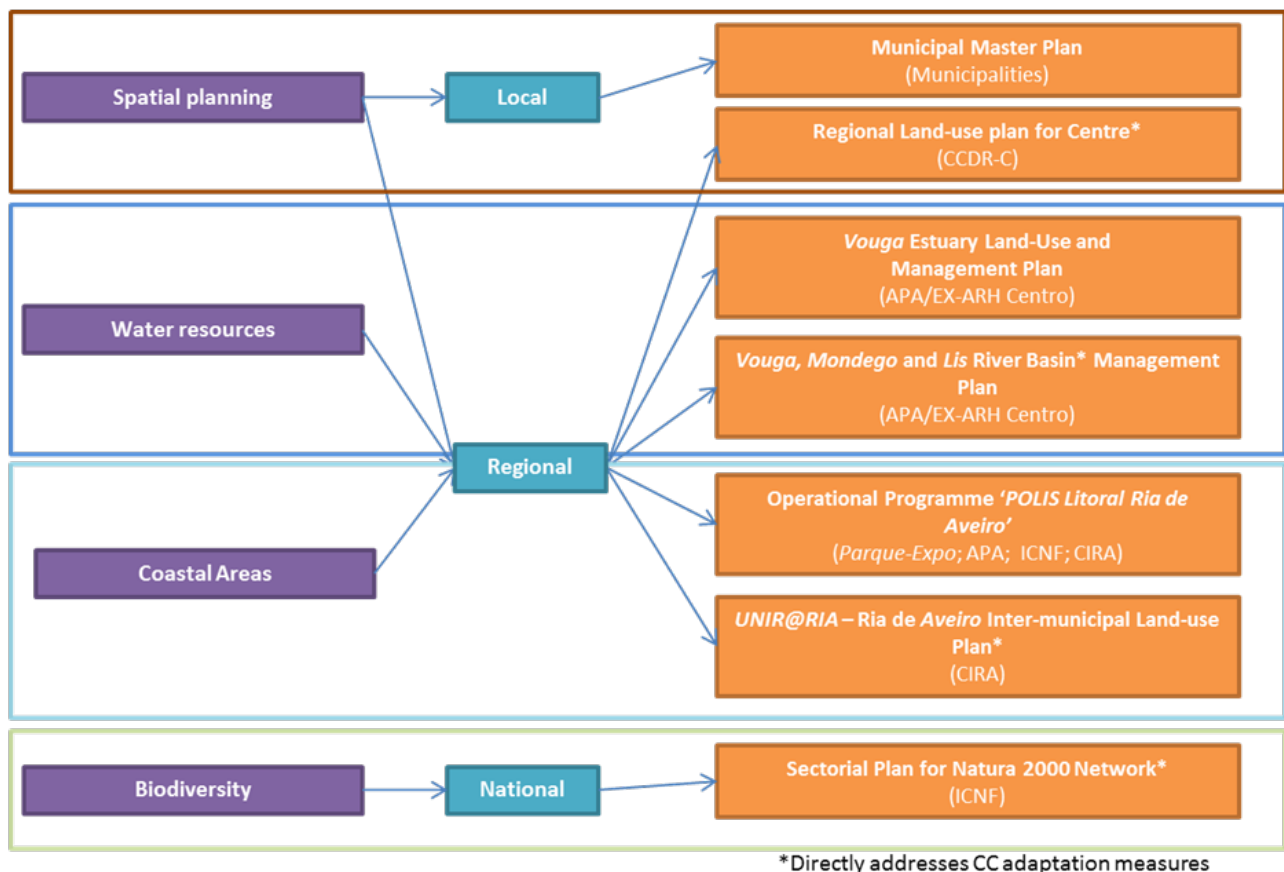 Spatial planning
Local
Municipal Master Plan
(Municipalities)
Regional Land-use plan for Centre*
(CCDR-C)
Water resources
Vouga Estuary Land-Use and
Management Plan
(APA/EX-ARH Centro)
Vouga, Mondego and Lis River Basin* Management
Plan
(APA/EX-ARH Centro)
Regional
Coastal Areas
Operational Programme ‘POLIS Litoral Ria de
Aveiro’
(Parque-Expo; APA; ICNF; CIRA)
UNIR@RIA – Ria de Aveiro Inter-municipal Land-use
Plan*
(CIRA)
Biodiversity
National
Sectorial Plan for Natura 2000 Network*
(ICNF)
*Directly addresses CC adaptation measures